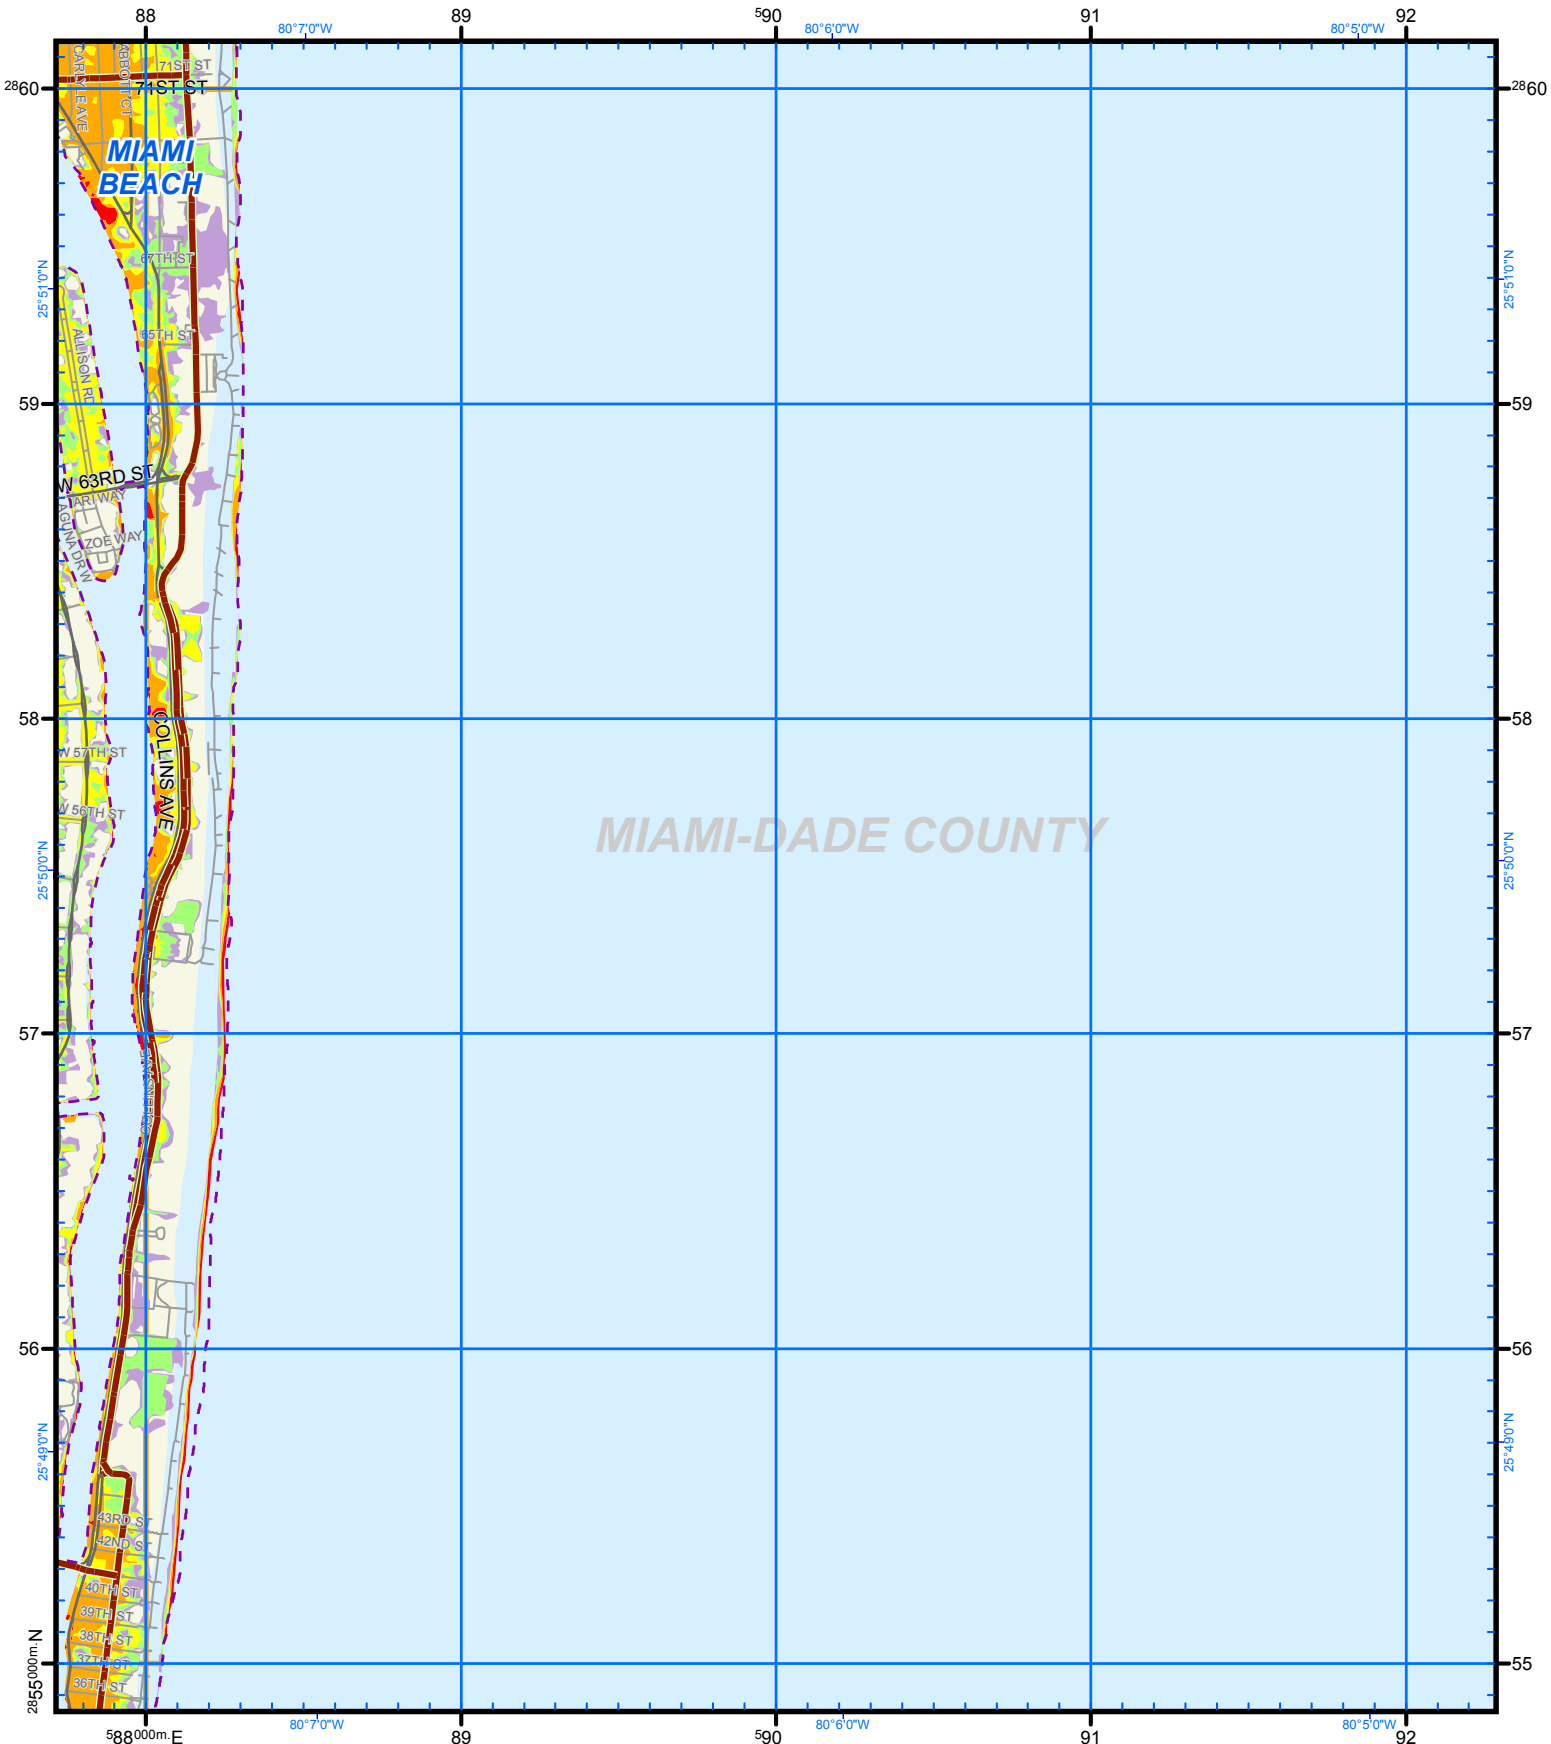 88 89 590 91 92
80°7'0"W 80°6'0"W 80°5'0"W
CARLYLE AVE
ABBOTT CT
71ST ST
71ST ST
2860 2860
MIAMI
BEACH
67TH ST
25°51'0"N 25°51'0"N
65TH ST
ALLISON RD
59 59
W 63RD ST
ARI WAY
ZOE WAY
LAGUNA DR W
58 58
COLLINS AVE
W 57TH ST
W 56TH ST
MIAMI-DADE COUNTY
25°50'0"N 25°50'0"N
57 57
56 56
25°49'0"N 25°49'0"N
43RD ST
42ND ST
40TH ST
39TH ST
38TH ST
37TH ST
36TH ST
2855000m.N 55
80°7'0"W 80°6'0"W 80°5'0"W
588000m.E 89 590 91 92